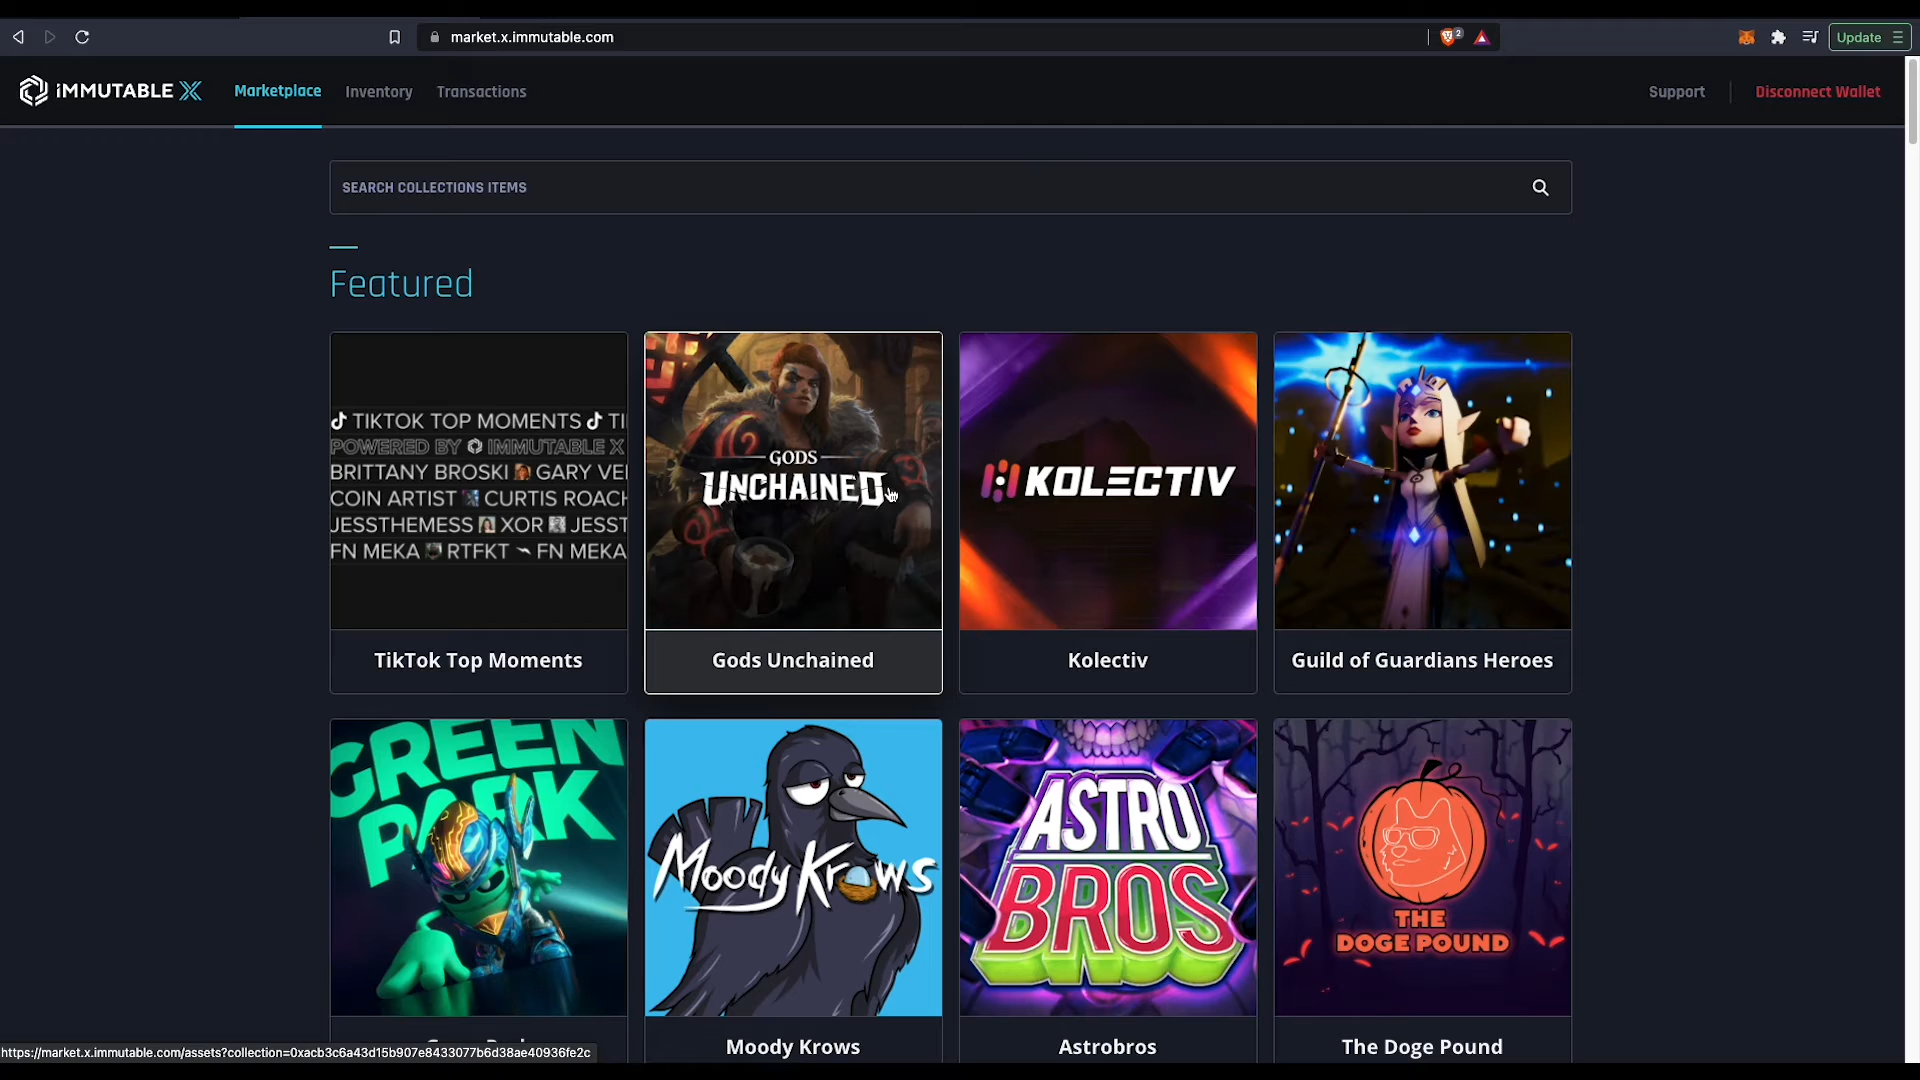 market.x.immutable.com
2
Update
IMMUTABLE X
Marketplace
Inventory
Transactions
Support
Disconnect Wallet
SEARCH COLLECTIONS ITEMS
Featured
TIKTOK TOP MOMENTS TI
POWERED BY IMMUTABLE X
BRITTANY BROSKI GARY VE
COIN ARTIST CURTIS ROACH
JESSTHEMESS XOR JESST
FN MEKA RTFKT FN MEKA
GODS
UNCHAINED
KOLECTIV
TikTok Top Moments
Gods Unchained
Kolectiv
Guild of Guardians Heroes
GREEN
PARK
Moody Krows
ASTRO
BROS
THE
DOGE POUND
Moody Krows
Astrobros
The Doge Pound
https://market.x.immutable.com/assets?collection=0xacb3c6a43d15b907e8433077b6d38ae40936fe2c